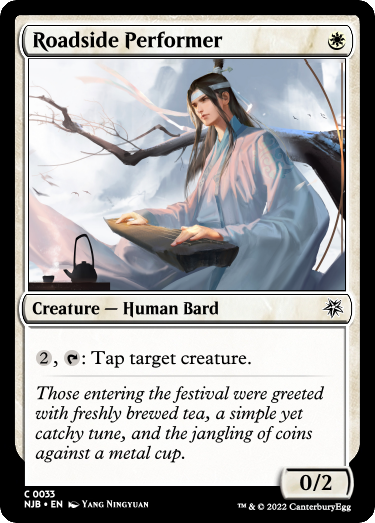 Roadside Performer
Creature — Human Bard
2, : Tap target creature.
Those entering the festival were greeted
with freshly brewed tea, a simple yet
catchy tune, and the jangling of coins
against a metal cup.
0/2
C 0033
NJB • EN Yang Ningyuan
™ & © 2022 CanterburyEgg